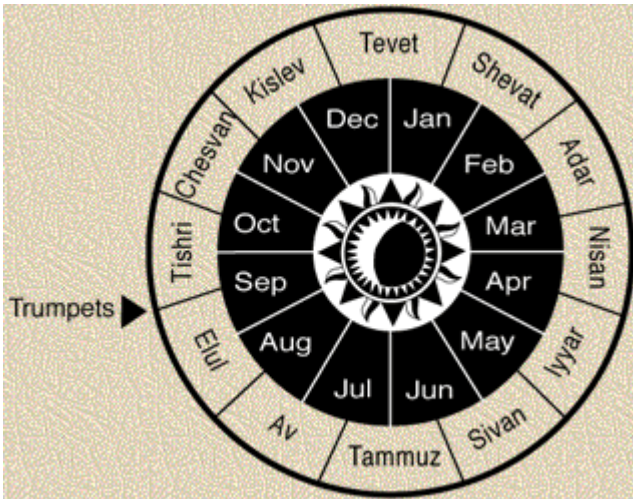 Tevet
Shevat
Adar
Nisan
Iyyar
Sivan
Tammuz
Av
Elul
Tishri
Chesvan
Kislev
Jan
Feb
Mar
Apr
May
Jun
Jul
Aug
Sep
Oct
Nov
Dec
Trumpets